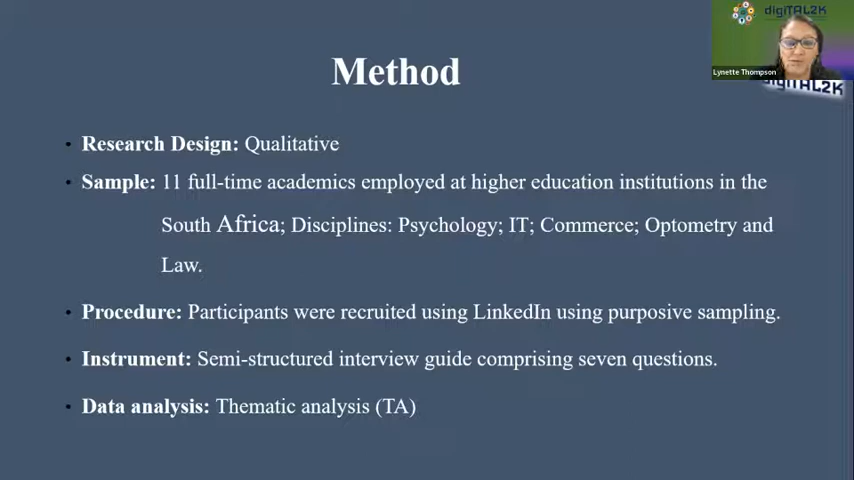 digiTAL2K
Lynette Thompson
digiTAL2K
Method
• Research Design: Qualitative
• Sample: 11 full-time academics employed at higher education institutions in the
South Africa; Disciplines: Psychology; IT; Commerce; Optometry and
Law.
• Procedure: Participants were recruited using LinkedIn using purposive sampling.
• Instrument: Semi-structured interview guide comprising seven questions.
• Data analysis: Thematic analysis (TA)